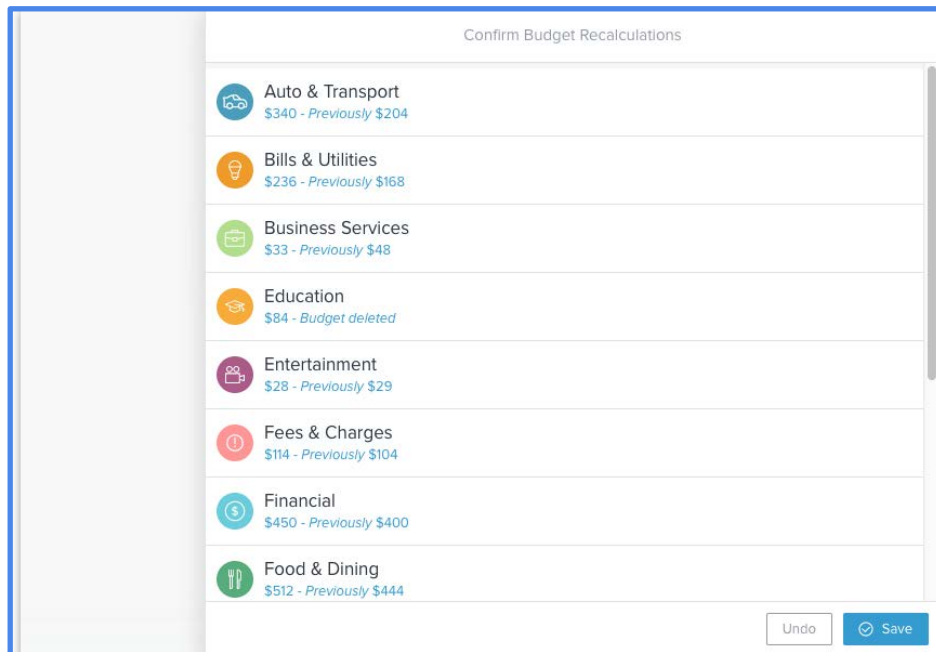 Confirm Budget Recalculations
Auto & Transport
$340 - Previously $204
Bills & Utilities
$236 - Previously $168
Business Services
$33 - Previously $48
Education
$84 - Budget deleted
Entertainment
$28 - Previously $29
Fees & Charges
$114 - Previously $104
Financial
$450 - Previously $400
Food & Dining
$512 - Previously $444
Undo
Save